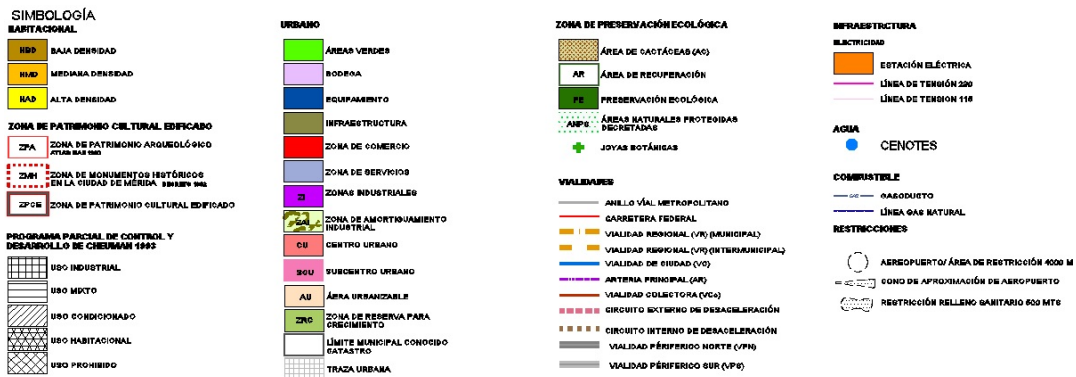 SIMBOLOGÍA
HABITACIONAL
HBD BAJA DENSIDAD
HMD MEDIANA DENSIDAD
HAD ALTA DENSIDAD
ZONA DE PATRIMONIO CULTURAL EDIFICADO
ZPA ZONA DE PATRIMONIO ARQUEOLÓGICO
ZMH ZONA DE MONUMENTOS HISTÓRICOS
EN LA CIUDAD DE MÉRIDA
ZPCE ZONA DE PATRIMONIO CULTURAL EDIFICADO
PROGRAMA PARCIAL DE CONTROL Y
DESARROLLO DE CHEUMAN 1993
USO INDUSTRIAL
USO MIXTO
USO CONDICIONADO
USO HABITACIONAL
USO PROHIBIDO
URBANO
ÁREAS VERDES
BODEGA
EQUIPAMIENTO
INFRAESTRUCTURA
ZONA DE COMERCIO
ZONA DE SERVICIOS
ZI ZONAS INDUSTRIALES
ZAI ZONA DE AMORTIGUAMIENTO
INDUSTRIAL
CU CENTRO URBANO
SCU SUBCENTRO URBANO
AU ÁERA URBANIZABLE
ZRC ZONA DE RESERVA PARA
CRECIMIENTO
LÍMITE MUNICIPAL CONOCIDO
CATASTRO
TRAZA URBANA
ZONA DE PRESERVACIÓN ECOLÓGICA
ÁREA DE CACTÁCEAS (AC)
AR ÁREA DE RECUPERACIÓN
PE PRESERVACIÓN ECOLÓGICA
ANPS ÁREAS NATURALES PROTEGIDAS
DECRETADAS
JOYAS BOTÁNICAS
VIALIDADES
ANILLO VÍAL METROPOLITANO
CARRETERA FEDERAL
VIALIDAD REGIONAL (VR) (MUNICIPAL)
VIALIDAD REGIONAL (VR) (INTERMUNICIPAL)
VIALIDAD DE CIUDAD (VC)
ARTERIA PRINCIPAL (AR)
VIALIDAD COLECTORA (VCo)
CIRCUITO EXTERNO DE DESACELERACIÓN
CIRCUITO INTERNO DE DESACELERACIÓN
VIALIDAD PÉRIFERICO NORTE (VPN)
VIALIDAD PÉRIFERICO SUR (VPS)
INFRAESTRCTURA
ELECTRICIDAD
ESTACIÓN ELÉCTRICA
LÍNEA DE TENSIÓN 230
LÍNEA DE TENSION 115
AGUA
CENOTES
COMBUSTIBLE
GASODUCTO
LÍNEA GAS NATURAL
RESTRICCIONES
AEREOPUERTO/ ÁREA DE RESTRICIÓN 4000 M
CONO DE APROXIMACIÓN DE AEROPUERTO
RESTRICCIÓN RELLENO SANITARIO 500 MTS